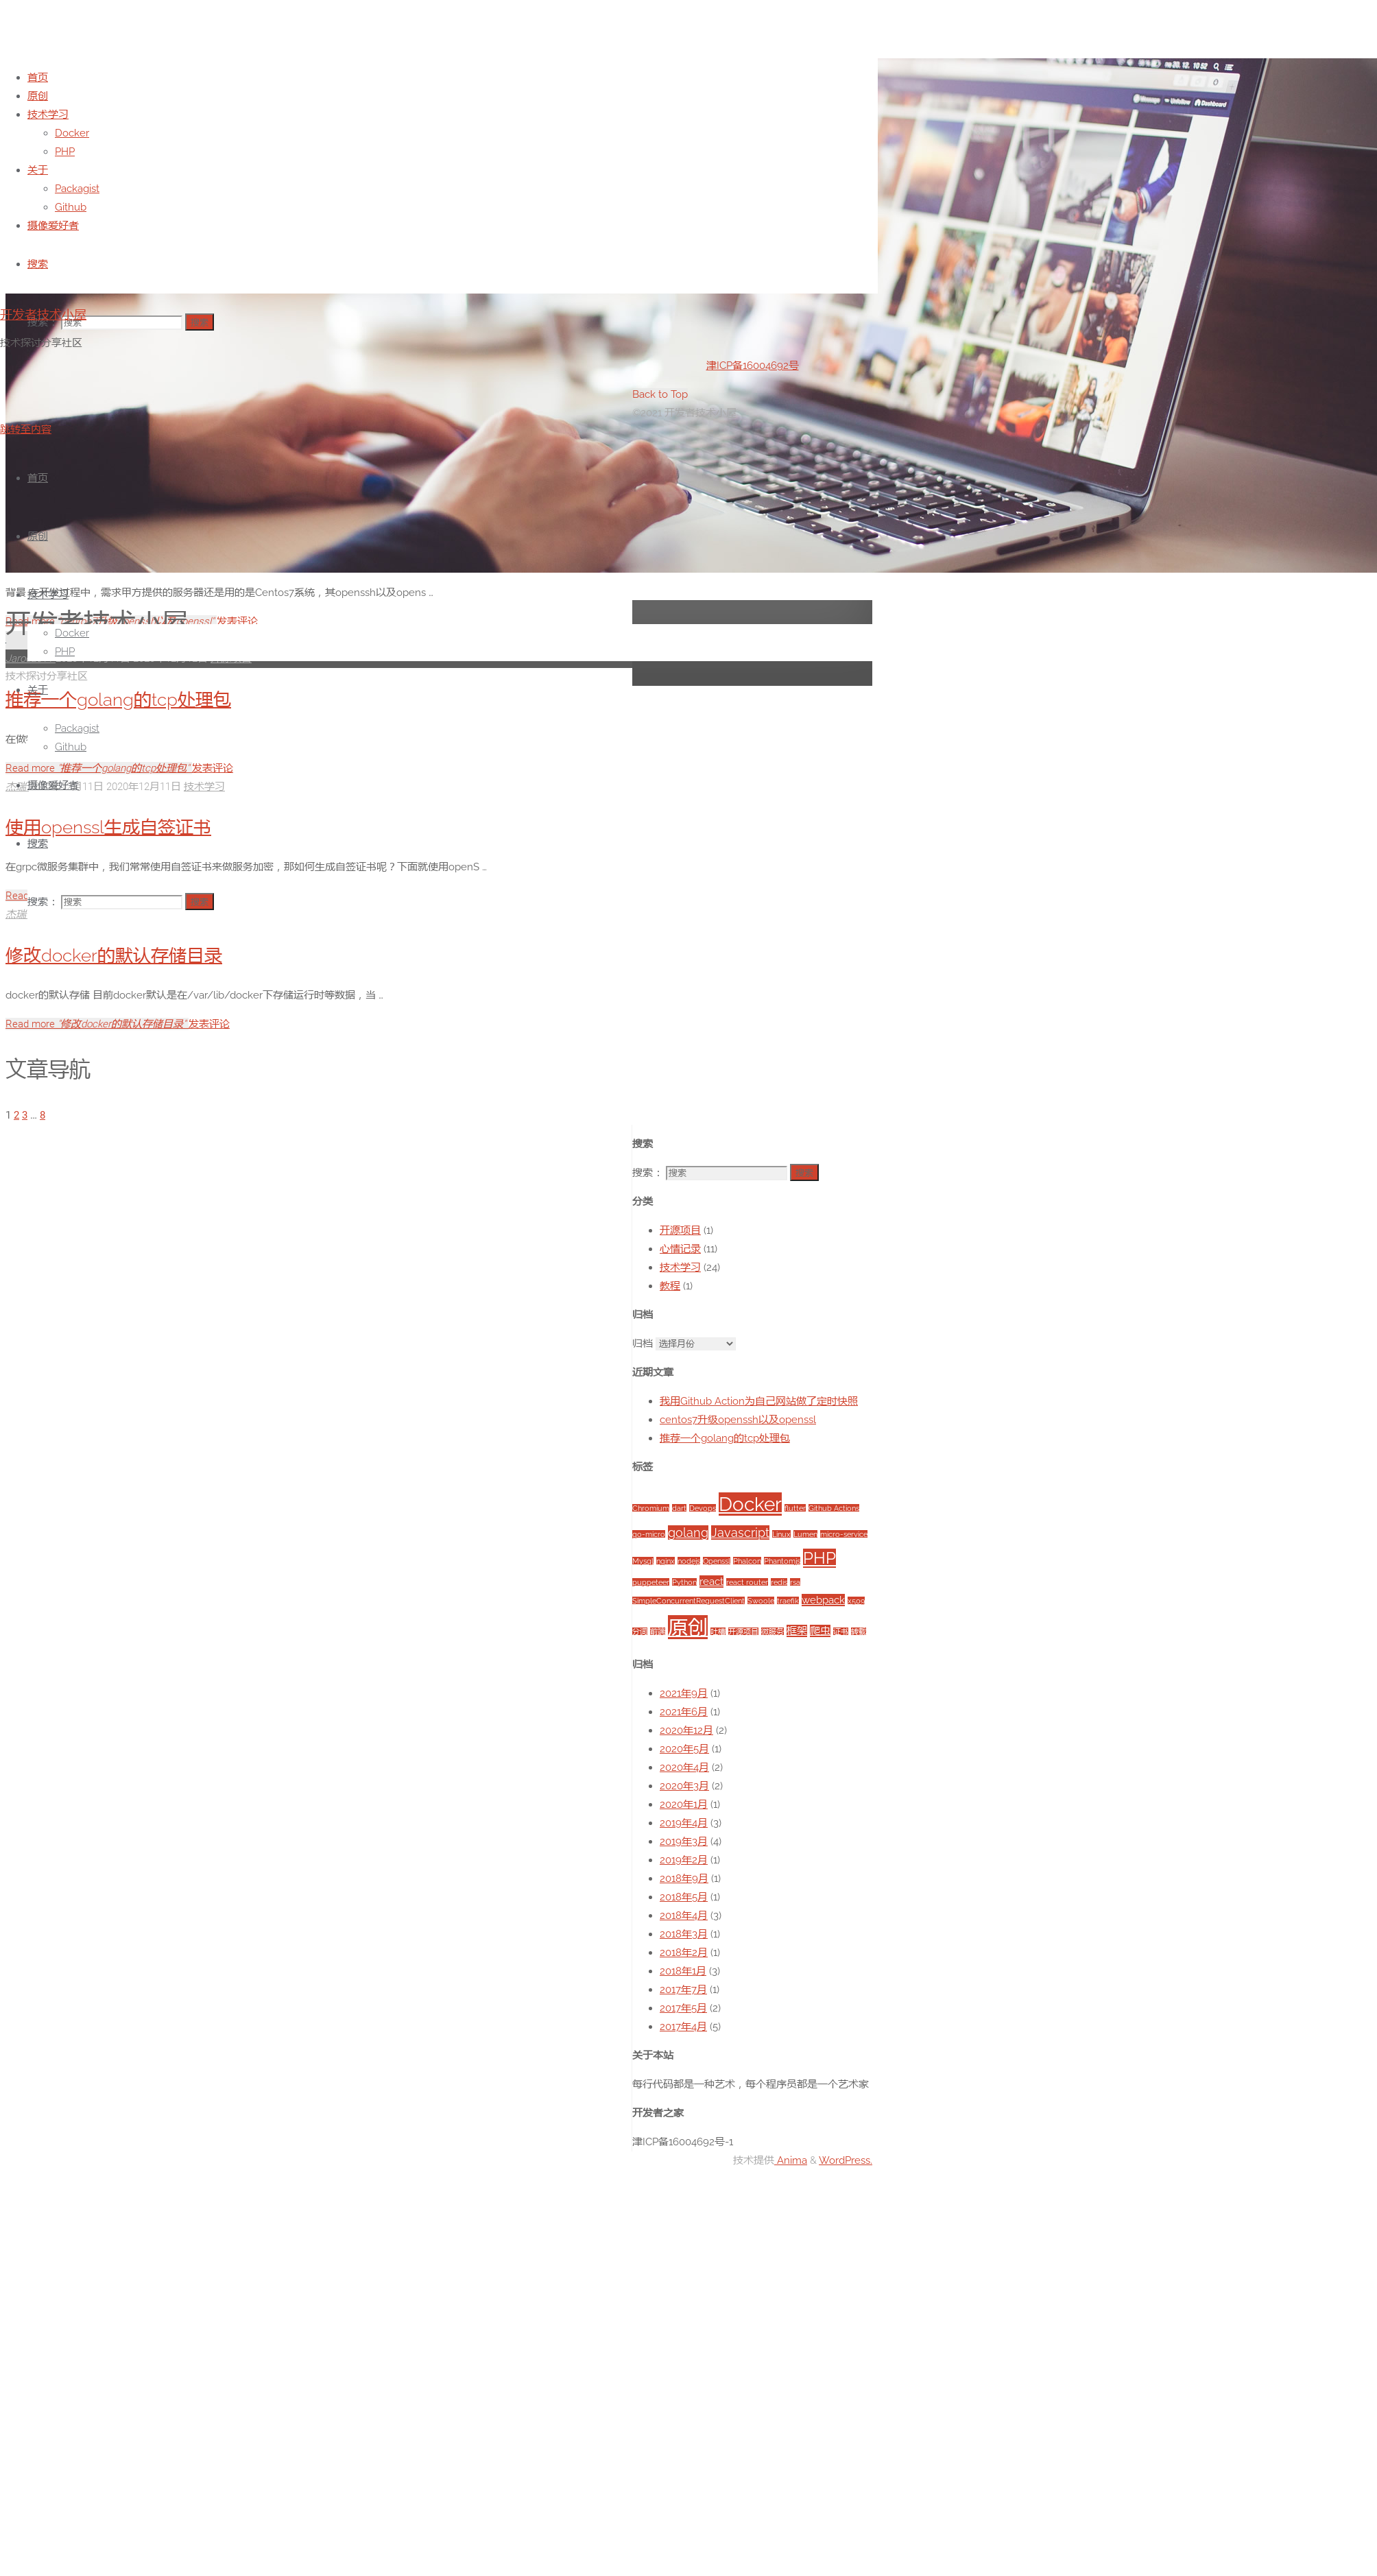 首页
原创
技术学习
Docker
PHP
关于
Packagist
Github
摄像爱好者
搜索
开发者技术小屋
搜索： 搜索
技术探讨分享社区
津ICP备16004692号
Back to Top
©2021 开发者技术小屋
跳转至内容
首页
原创
背景 在开发过程中，需求甲方提供的服务器还是用的是Centos7系统，其openssh以及opens …
技术学习
开发者技术小屋
发表评论
Docker
PHP
技术探讨分享社区
关于
推荐一个golang的tcp处理包
Packagist
在做
Github
Read more "推荐一个golang的tcp处理包" 发表评论
摄像爱好者
11日 2020年12月11日 技术学习
使用openssl生成自签证书
搜索
在grpc微服务集群中，我们常常使用自签证书来做服务加密，那如何生成自签证书呢？下面就使用openS …
Read
搜索： 搜索
杰瑞
修改docker的默认存储目录
docker的默认存储 目前docker默认是在/var/lib/docker下存储运行时等数据，当 …
Read more "修改docker的默认存储目录" 发表评论
文章导航
1 2 3 … 8
搜索
搜索： 搜索
分类
开源项目 (1)
心情记录 (11)
技术学习 (24)
教程 (1)
归档
归档 选择月份
近期文章
我用Github Action为自己网站做了定时快照
centos7升级openssh以及openssl
推荐一个golang的tcp处理包
标签
Chromium dart Devops Docker flutter Github Actions
go-micro golang Javascript Linux Lumen micro-service
Mysql nginx nodejs Openssl Phalcon Phantomjs PHP
puppeteer Python react react router redis rsa
SimpleConcurrentRequestClient Swoole traefik webpack x509
分词 前端 原创 吐槽 开源项目 微服务 框架 爬虫 证书 转载
归档
2021年9月 (1)
2021年6月 (1)
2020年12月 (2)
2020年5月 (1)
2020年4月 (2)
2020年3月 (2)
2020年1月 (1)
2019年4月 (3)
2019年3月 (4)
2019年2月 (1)
2018年9月 (1)
2018年5月 (1)
2018年4月 (3)
2018年3月 (1)
2018年2月 (1)
2018年1月 (3)
2017年7月 (1)
2017年5月 (2)
2017年4月 (5)
关于本站
每行代码都是一种艺术，每个程序员都是一个艺术家
开发者之家
津ICP备16004692号-1
技术提供 Anima & WordPress.